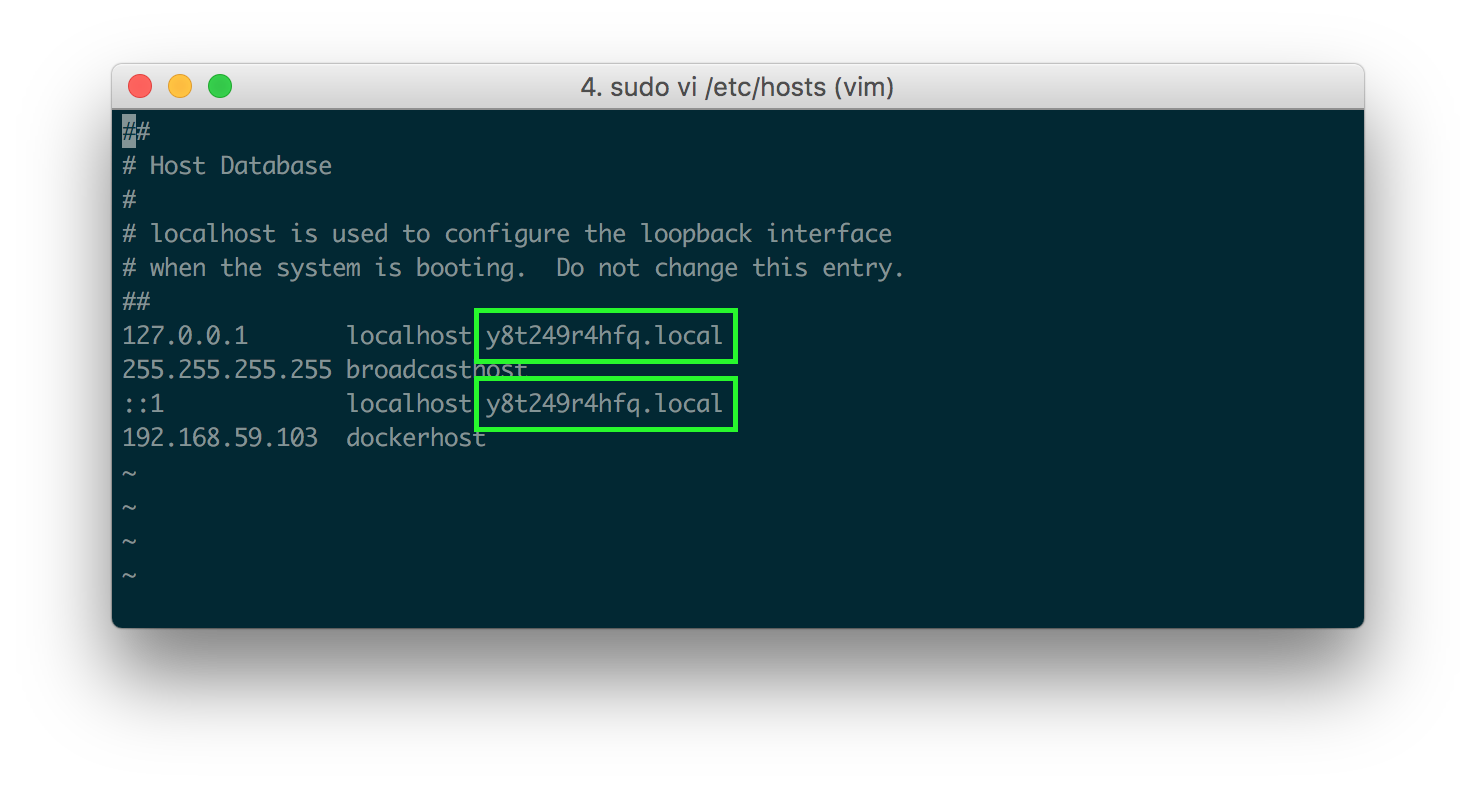 4. sudo vi /etc/hosts (vim)
##
# Host Database
#
# localhost is used to configure the loopback interface
# when the system is booting.  Do not change this entry.
##
127.0.0.1       localhost y8t249r4hfq.local
255.255.255.255 broadcasthost
::1             localhost y8t249r4hfq.local
192.168.59.103  dockerhost
~
~
~
~